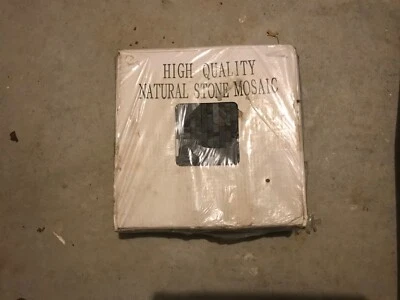 HIGH QUALITY
NATURAL STONE MOSAIC